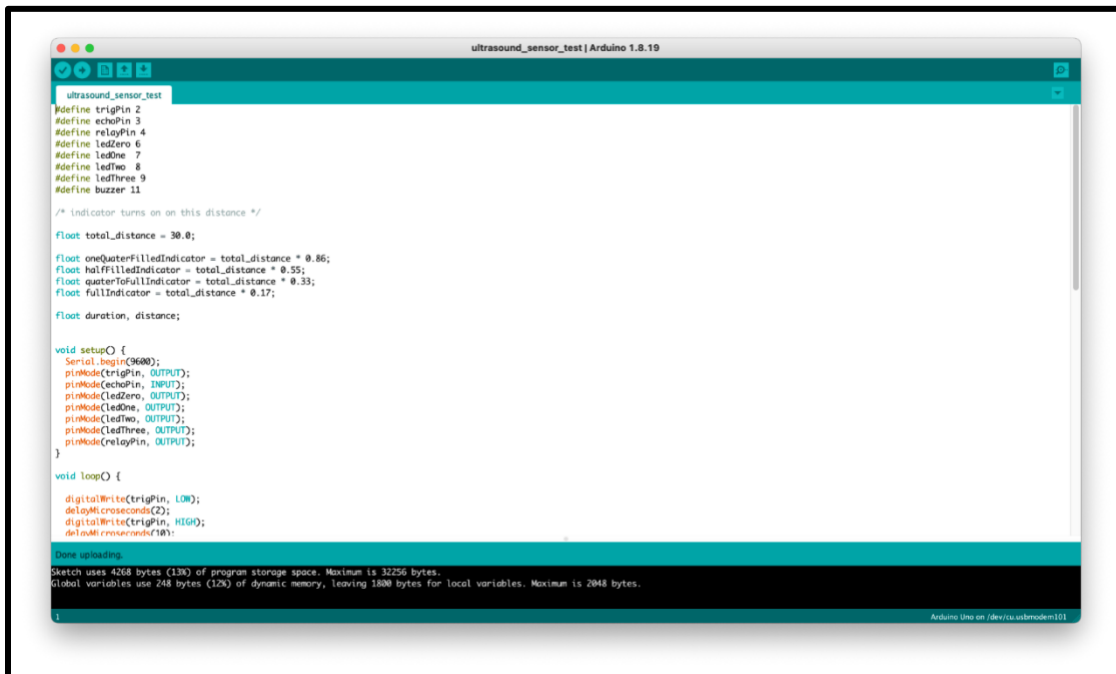 ultrasound_sensor_test | Arduino 1.8.19
ultrasound_sensor_test
#define trigPin 2
#define echoPin 3
#define relayPin 4
#define ledZero 6
#define ledOne  7
#define ledTwo  8
#define ledThree 9
#define buzzer 11
/* indicator turns on on this distance */
float total_distance = 30.0;
float oneQuaterFilledIndicator = total_distance * 0.86;
float halfFilledIndicator = total_distance * 0.55;
float quaterToFullIndicator = total_distance * 0.33;
float fullIndicator = total_distance * 0.17;
float duration, distance;
void setup() {
  Serial.begin(9600);
  pinMode(trigPin, OUTPUT);
  pinMode(echoPin, INPUT);
  pinMode(ledZero, OUTPUT);
  pinMode(ledOne, OUTPUT);
  pinMode(ledTwo, OUTPUT);
  pinMode(ledThree, OUTPUT);
  pinMode(relayPin, OUTPUT);
}
void loop() {
  digitalWrite(trigPin, LOW);
  delayMicroseconds(2);
  digitalWrite(trigPin, HIGH);
  delayMicroseconds(10);
Done uploading.
Sketch uses 4268 bytes (13%) of program storage space. Maximum is 32256 bytes.
Global variables use 248 bytes (12%) of dynamic memory, leaving 1800 bytes for local variables. Maximum is 2048 bytes.
1
Arduino Uno on /dev/cu.usbmodem101